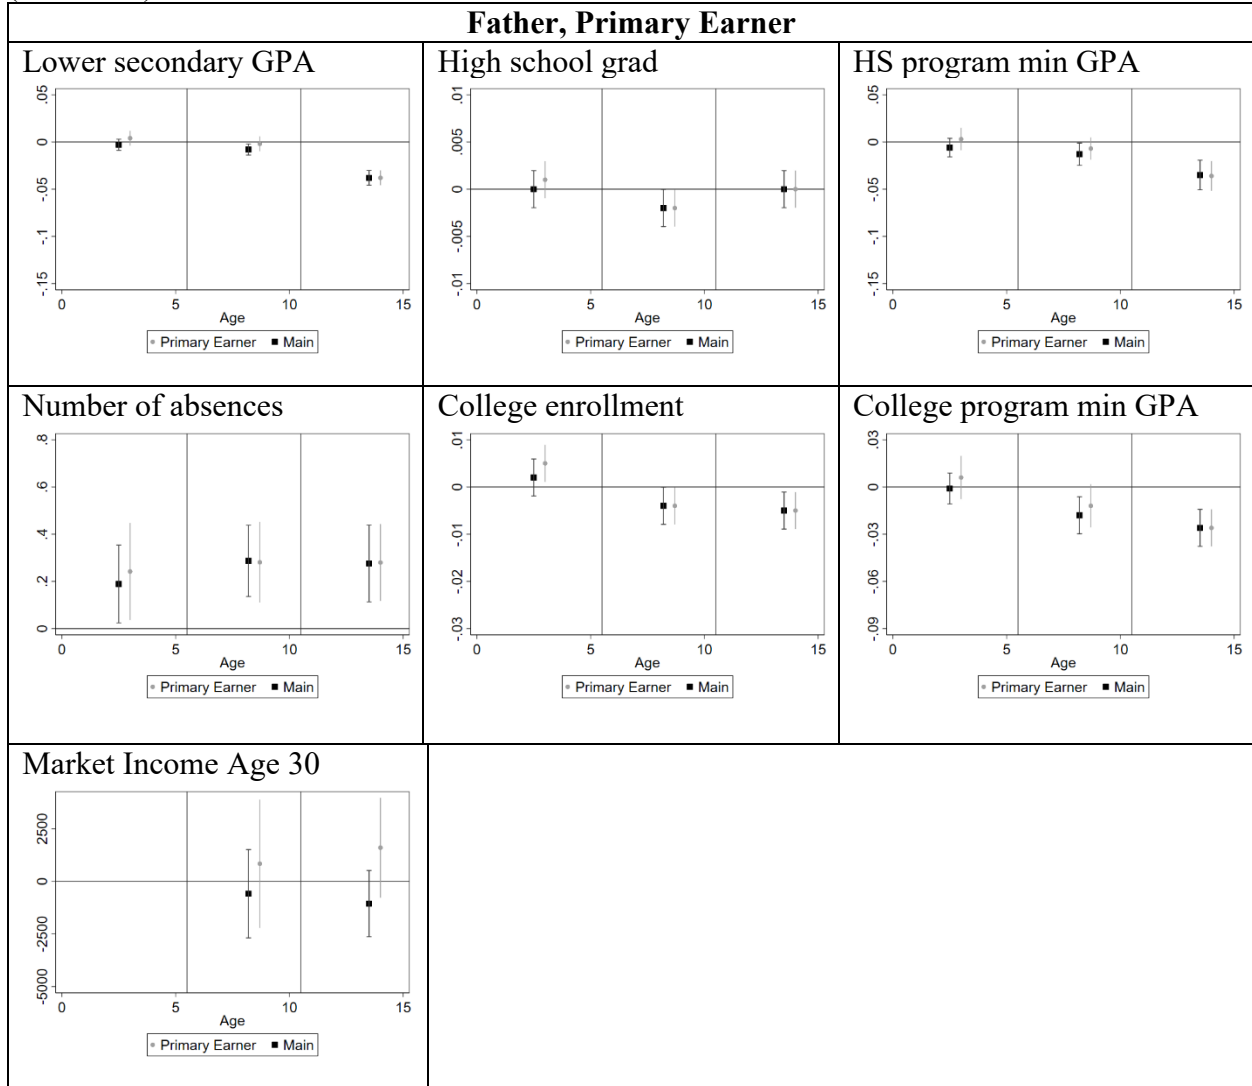 Father, Primary Earner
Lower secondary GPA
.05
0
-.05
-.1
-.15
0 5 10 15
Age
Primary Earner Main
High school grad
.01
.005
0
-.005
-.01
0 5 10 15
Age
Primary Earner Main
HS program min GPA
.05
0
-.05
-.1
-.15
0 5 10 15
Age
Primary Earner Main
Number of absences
.8
.6
.4
.2
0
0 5 10 15
Age
Primary Earner Main
College enrollment
.01
0
-.01
-.02
-.03
0 5 10 15
Age
Primary Earner Main
College program min GPA
.03
0
-.03
-.06
-.09
0 5 10 15
Age
Primary Earner Main
Market Income Age 30
2500
0
-2500
-5000
0 5 10 15
Age
Primary Earner Main